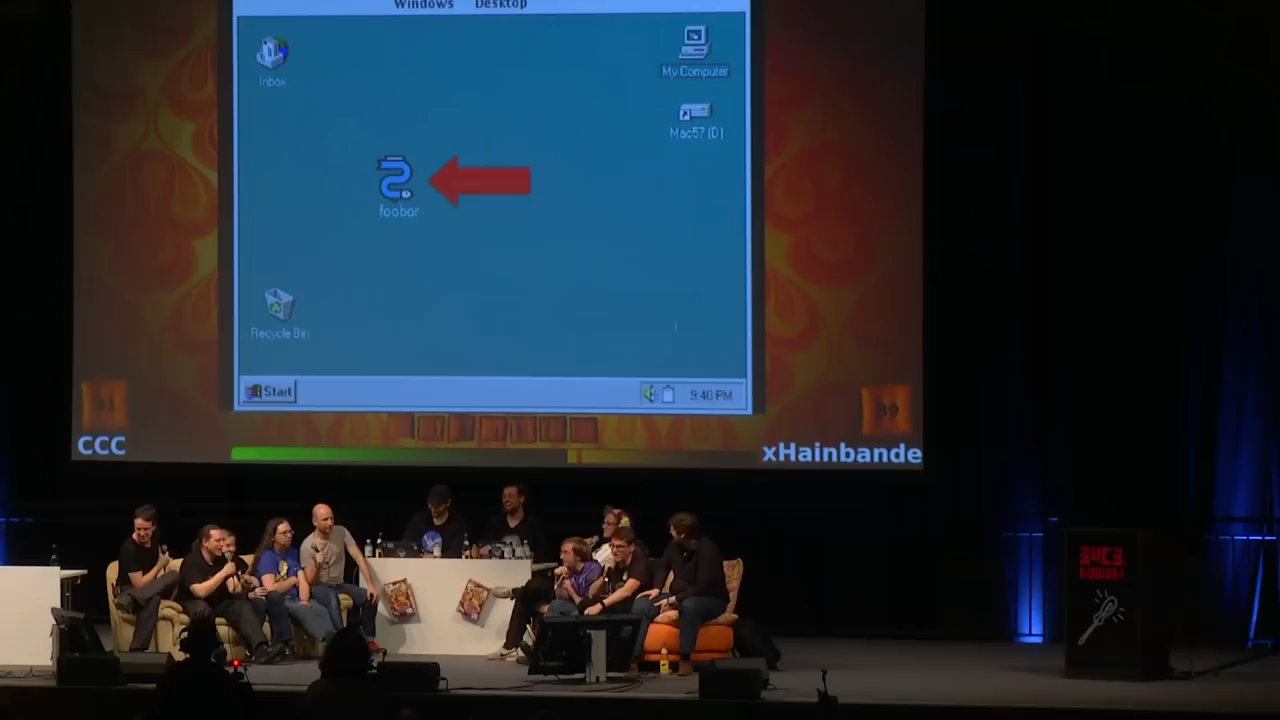 Windows Desktop
Inbox
My Computer
Mac57 (D)
foobar
Recycle Bin
Start
9:40 PM
CCC
xHainbande